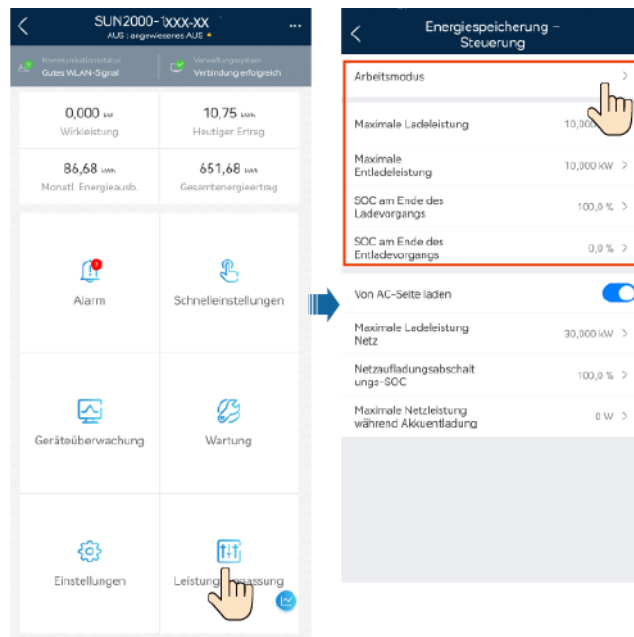 SUN2000-1XXX-XX
AUS : angewiesenes AUS
...
Kommunikationsstatus
Gutes WLAN-Signal
Verwaltungssystem
Verbindung erfolgreich
0,000 kW
Wirkleistung
10,75 kWh
Heutiger Ertrag
86,68 kWh
Monatl. Energieausb.
651,68 kWh
Gesamtenergieertrag
Alarm
Schnelleinstellungen
Geräteüberwachung
Wartung
Einstellungen
Energiespeicherung –
Steuerung
Arbeitsmodus
Maximale Ladeleistung
Maximale
Entladeleistung
10,000 kW
SOC am Ende des
Ladevorgangs
100,0 %
SOC am Ende des
Entladevorgangs
0,0 %
Von AC-Seite laden
Maximale Ladeleistung
Netz
30,000 kW
Netzaufladungsabschalt
ungs-SOC
100,0 %
Maximale Netzleistung
während Akkuentladung
0 W